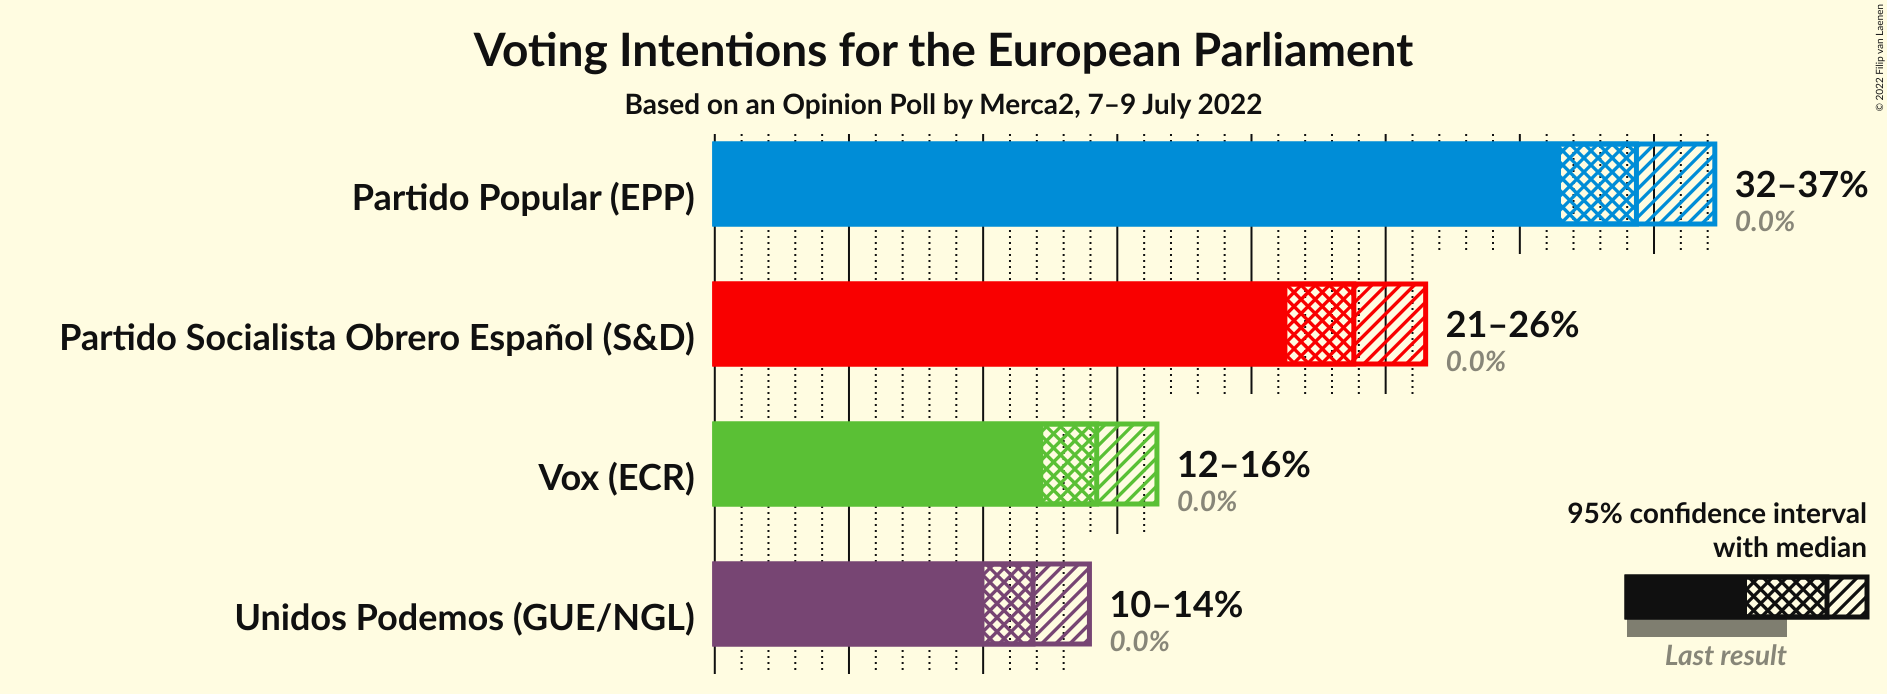 Voting Intentions for the European Parliament
Based on an Opinion Poll by Merca2, 7–9 July 2022
© 2022 Filip van Laenen
Partido Popular (EPP)
32–37%
0.0%
Partido Socialista Obrero Español (S&D)
21–26%
0.0%
Vox (ECR)
12–16%
0.0%
Unidos Podemos (GUE/NGL)
10–14%
0.0%
95% confidence interval
with median
Last result